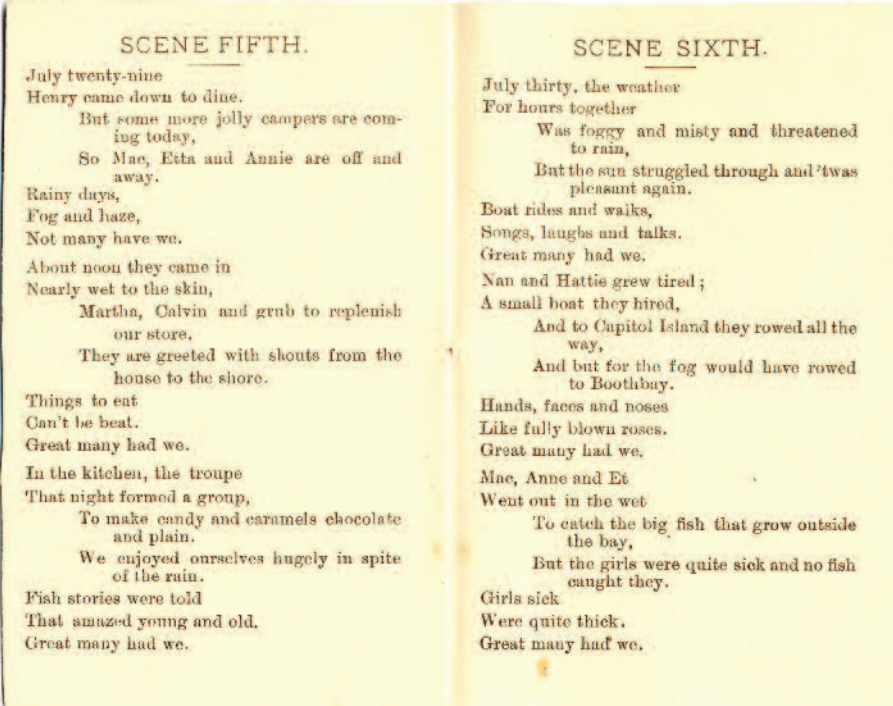 SCENE FIFTH.
July twenty-nine
Henry came down to dine.
But some more jolly campers are com-
ing today,
So Mac, Etta and Annie are off and
away.
Rainy days,
Fog and haze,
Not many have we.
About noon they came in
Nearly wet to the skin,
Martha, Calvin and grub to replenish
our store.
They are greeted with shouts from the
house to the shore.
Things to eat
Can't be beat.
Great many had we.
In the kitchen, the troupe
That night formed a group,
To make candy and caramels chocolate
and plain.
We enjoyed ourselves hugely in spite
of the rain.
Fish stories were told
That amazed young and old.
Great many had we.
SCENE SIXTH.
July thirty, the weather
For hours together
Was foggy and misty and threatened
to rain,
But the sun struggled through and 'twas
pleasant again.
Boat rides and walks,
Songs, laughs and talks.
Great many had we.
Nan and Hattie grew tired;
A small boat they hired,
And to Capitol Island they rowed all the
way,
And but for the fog would have rowed
to Boothbay.
Hands, faces and noses
Like fully blown roses.
Great many had we.
Mac, Anne and Et
Went out in the wet
To catch the big fish that grow outside
the bay,
But the girls were quite sick and no fish
caught they.
Girls sick
Were quite thick.
Great many had we.